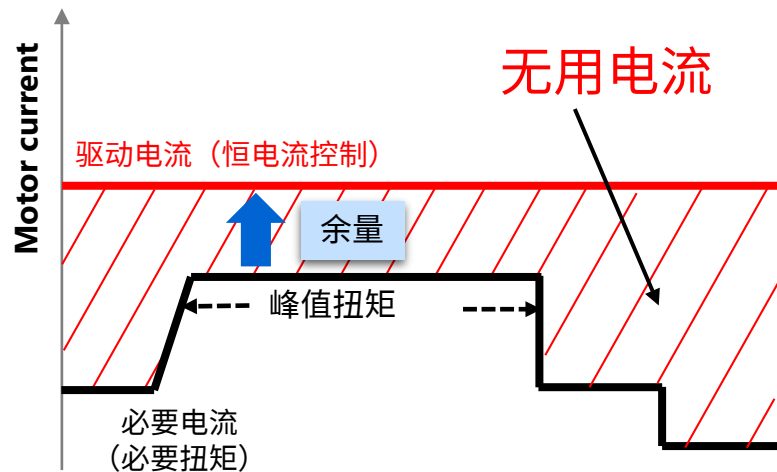 无用电流
Motor current
驱动电流（恒电流控制）
余量
峰值扭矩
必要电流
（必要扭矩）